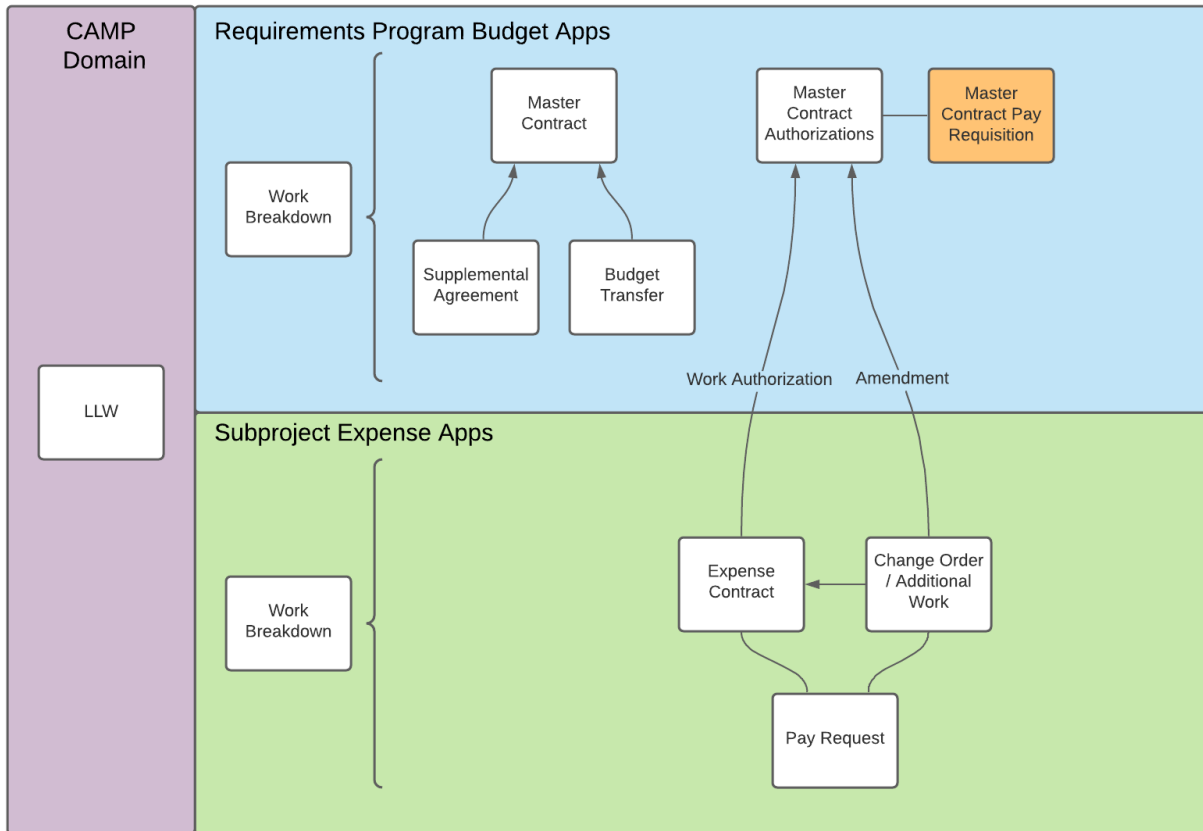 CAMP
Domain
LLW
Requirements Program Budget Apps
Work
Breakdown
Master
Contract
Supplemental
Agreement
Budget
Transfer
Master
Contract
Authorizations
Master
Contract Pay
Requisition
Work Authorization
Amendment
Subproject Expense Apps
Work
Breakdown
Expense
Contract
Change Order
/ Additional
Work
Pay Request